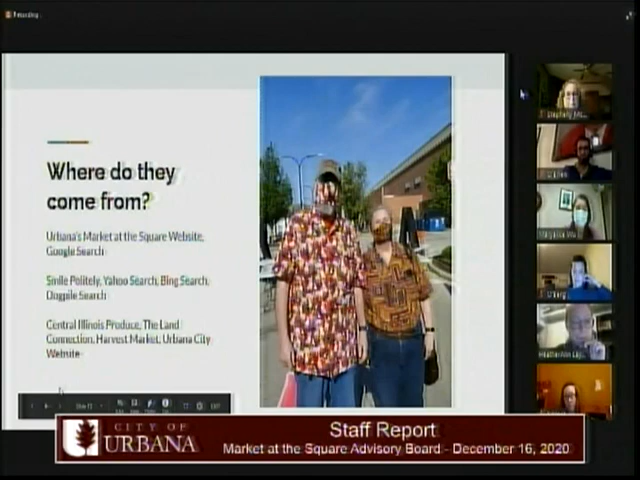 Where do they
come from?
Urbana's Market at the Square Website,
Google Search
Smile Politely, Yahoo Search, Bing Search,
Dogpile Search
Central Illinois Produce, The Land
Connection, Harvest Market, Urbana City
Website
CITY OF
URBANA
Staff Report
Market at the Square Advisory Board - December 16, 2020